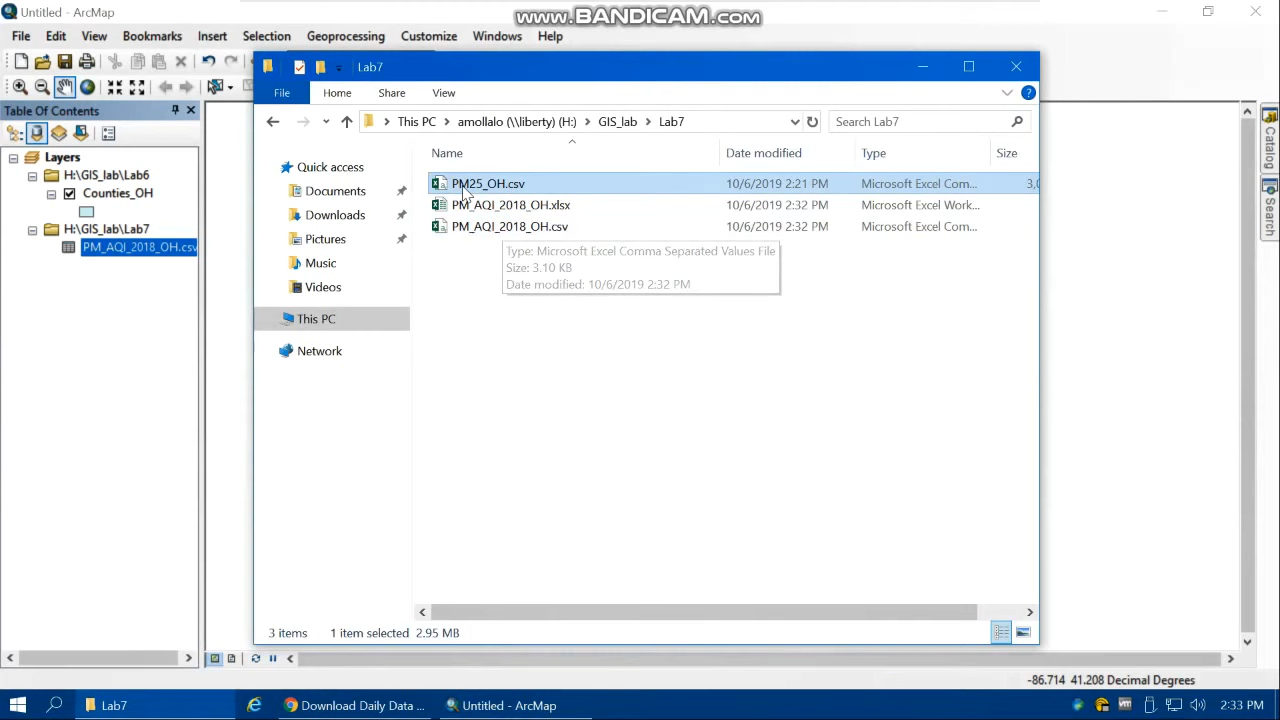 Untitled - ArcMap
www.BANDICAM.com
File Edit View Bookmarks Insert Selection Geoprocessing Customize Windows Help
Lab7
File Home Share View
Table Of Contents
This PC amollalo (\\liberty) (H:) GIS_lab Lab7
Search Lab7
Layers
H:\GIS_lab\Lab6
Counties_OH
H:\GIS_lab\Lab7
PM_AQI_2018_OH.csv
Quick access
Documents
Downloads
Pictures
Music
Videos
This PC
Network
Name Date modified Type Size
PM25_OH.csv 10/6/2019 2:21 PM Microsoft Excel Com... 3,0
PM_AQI_2018_OH.xlsx 10/6/2019 2:32 PM Microsoft Excel Work...
PM_AQI_2018_OH.csv 10/6/2019 2:32 PM Microsoft Excel Com...
Type: Microsoft Excel Comma Separated Values File
Size: 3.10 KB
Date modified: 10/6/2019 2:32 PM
3 items 1 item selected 2.95 MB
Catalog
Search
-86.714 41.208 Decimal Degrees
Lab7
Download Daily Data ...
Untitled - ArcMap
2:33 PM